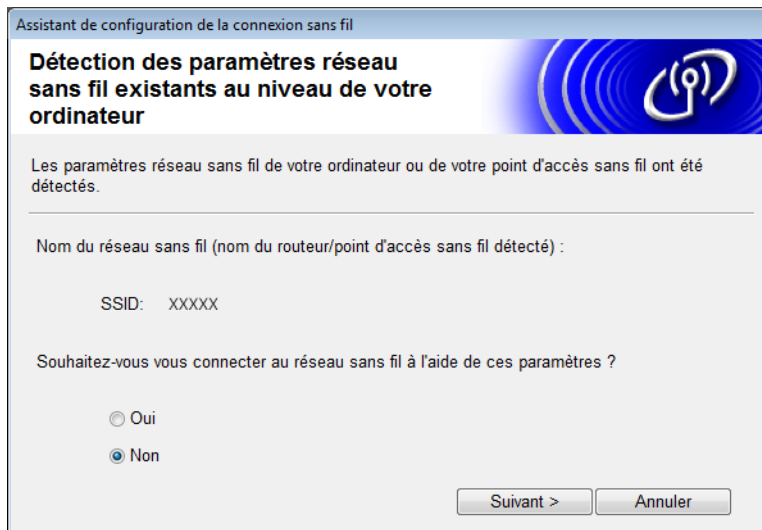 Assistant de configuration de la connexion sans fil
Détection des paramètres réseau
sans fil existants au niveau de votre
ordinateur
Les paramètres réseau sans fil de votre ordinateur ou de votre point d'accès sans fil ont été
détectés.
Nom du réseau sans fil (nom du routeur/point d'accès sans fil détecté) :
SSID: XXXXX
Souhaitez-vous vous connecter au réseau sans fil à l'aide de ces paramètres ?
Oui
Non
Suivant > Annuler